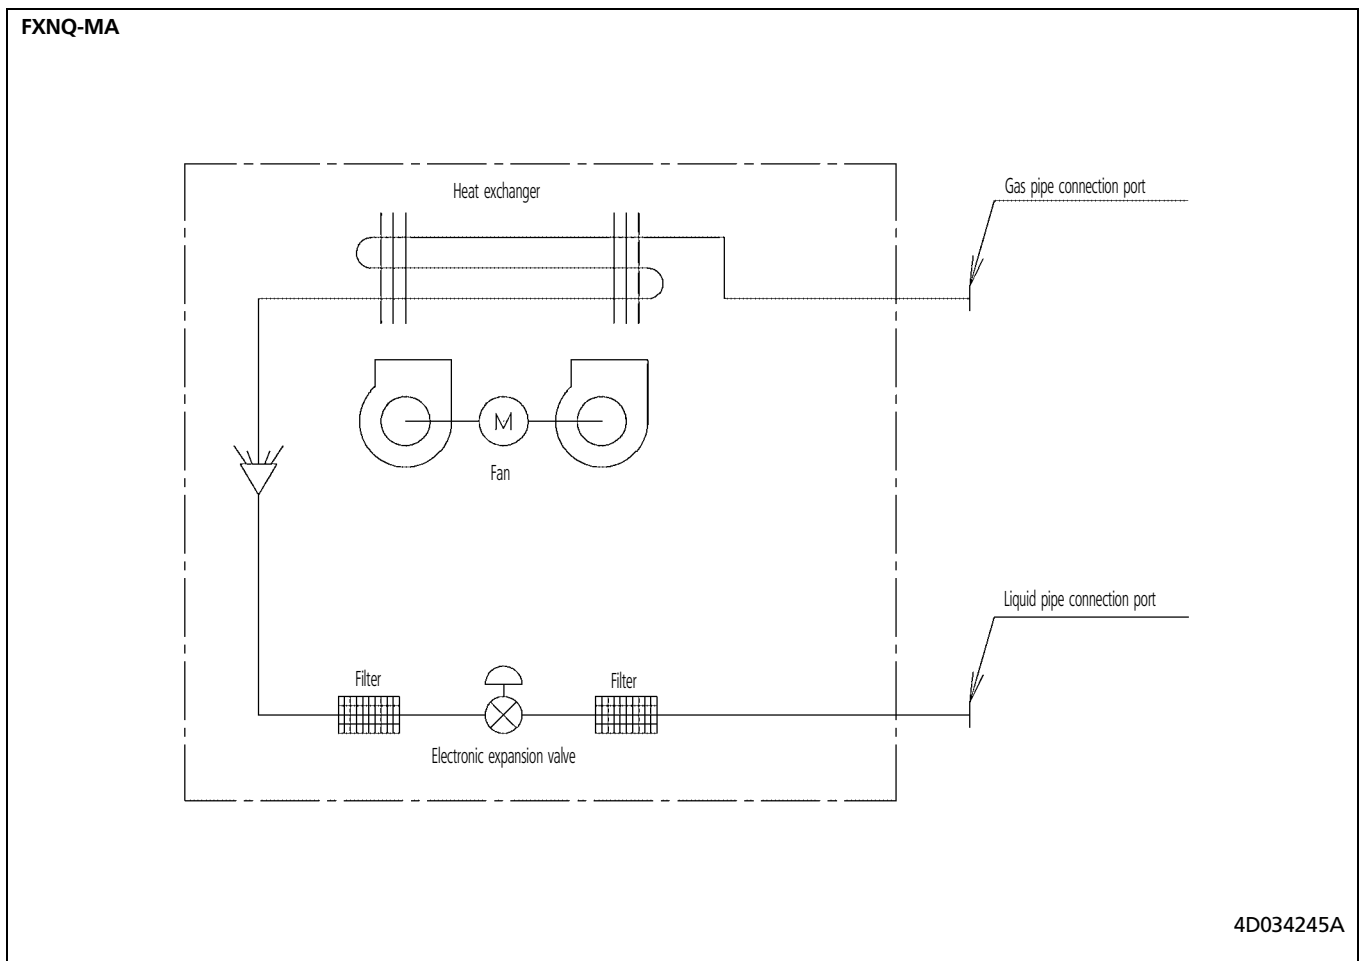 FXNQ-MA
Heat exchanger
Gas pipe connection port
M
Fan
Liquid pipe connection port
Filter
Filter
Electronic expansion valve
4D034245A